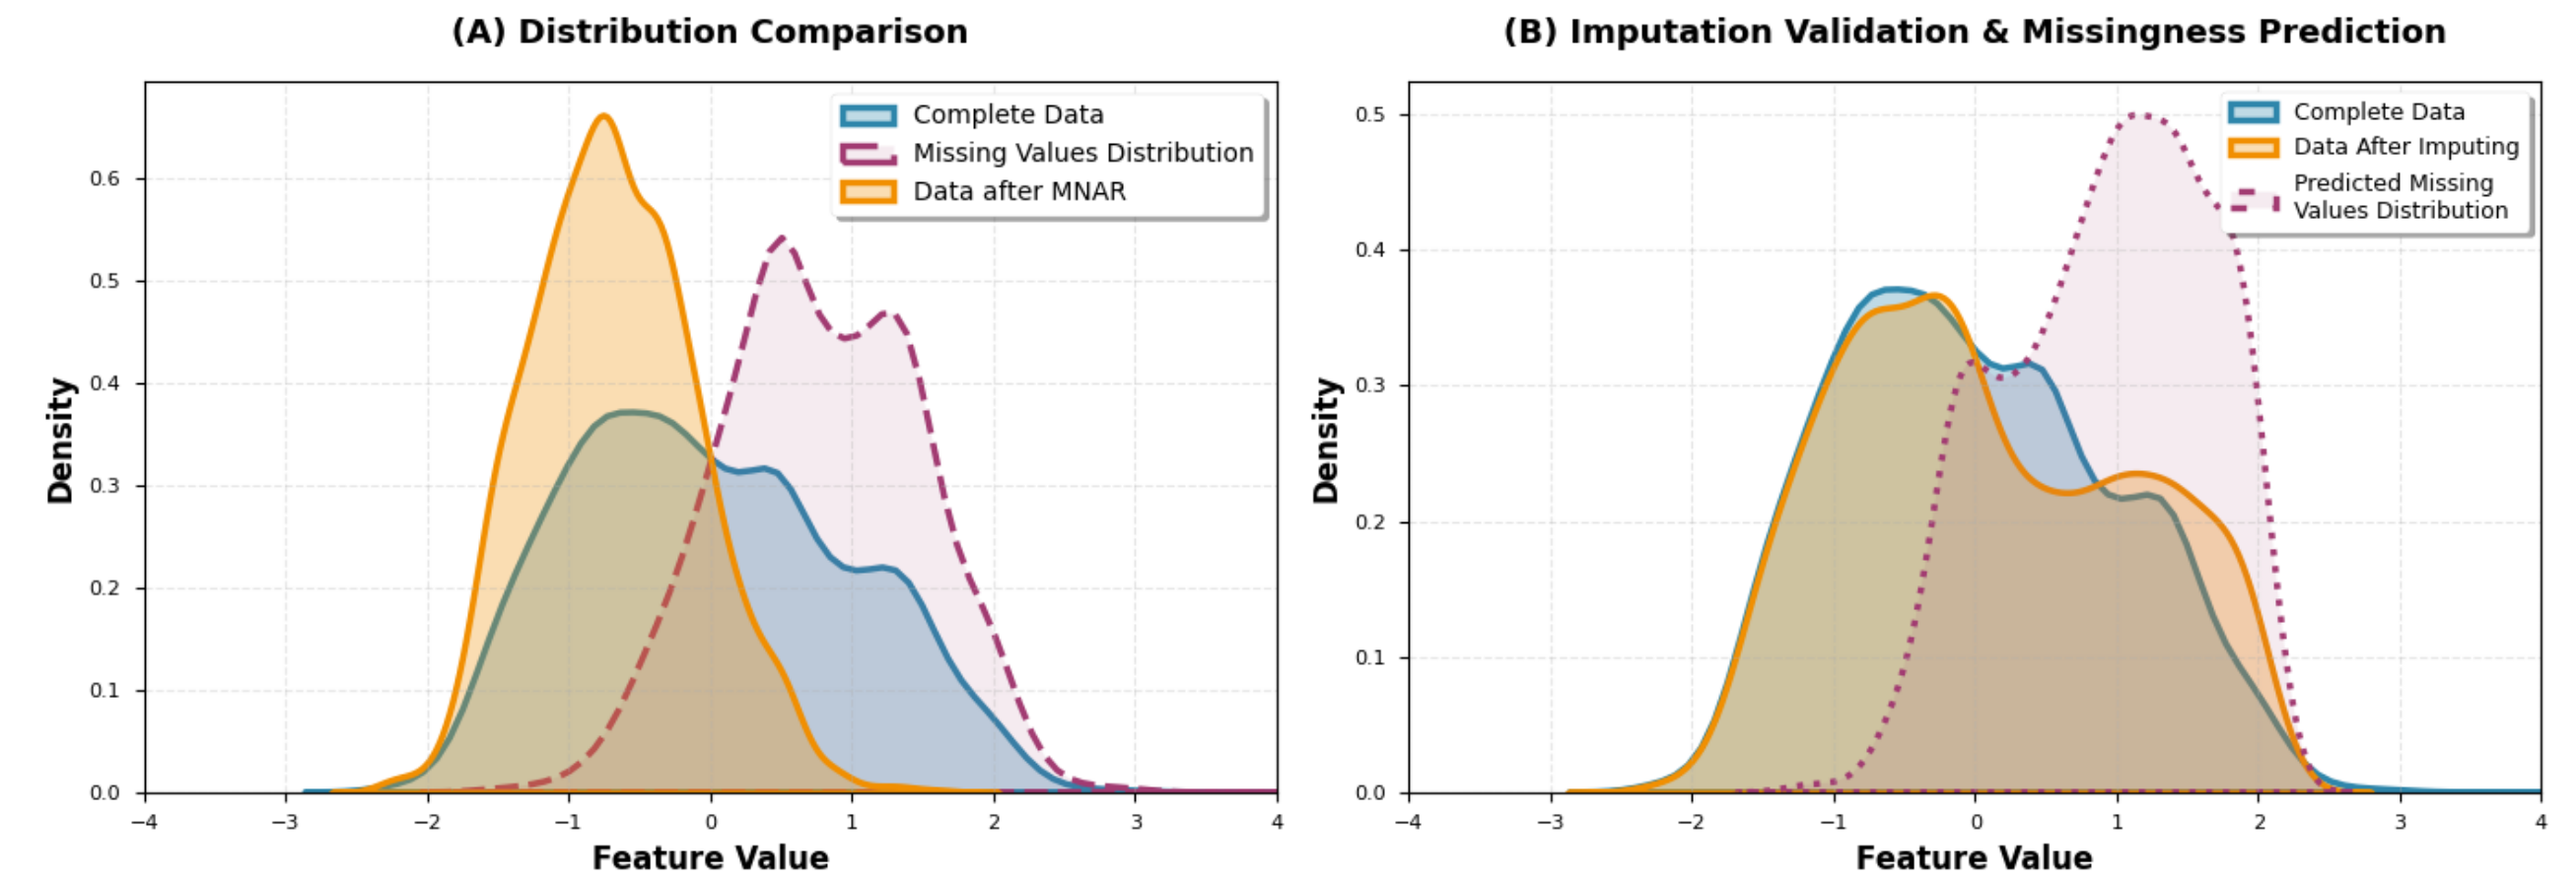 (A) Distribution Comparison
Complete Data
Missing Values Distribution
Data after MNAR
Density
0.6
0.5
0.4
0.3
0.2
0.1
0.0
−4 −3 −2 −1 0 1 2 3 4
Feature Value
(B) Imputation Validation & Missingness Prediction
Complete Data
Data After Imputing
Predicted Missing
Values Distribution
Density
0.5
0.4
0.3
0.2
0.1
0.0
−4 −3 −2 −1 0 1 2 3 4
Feature Value